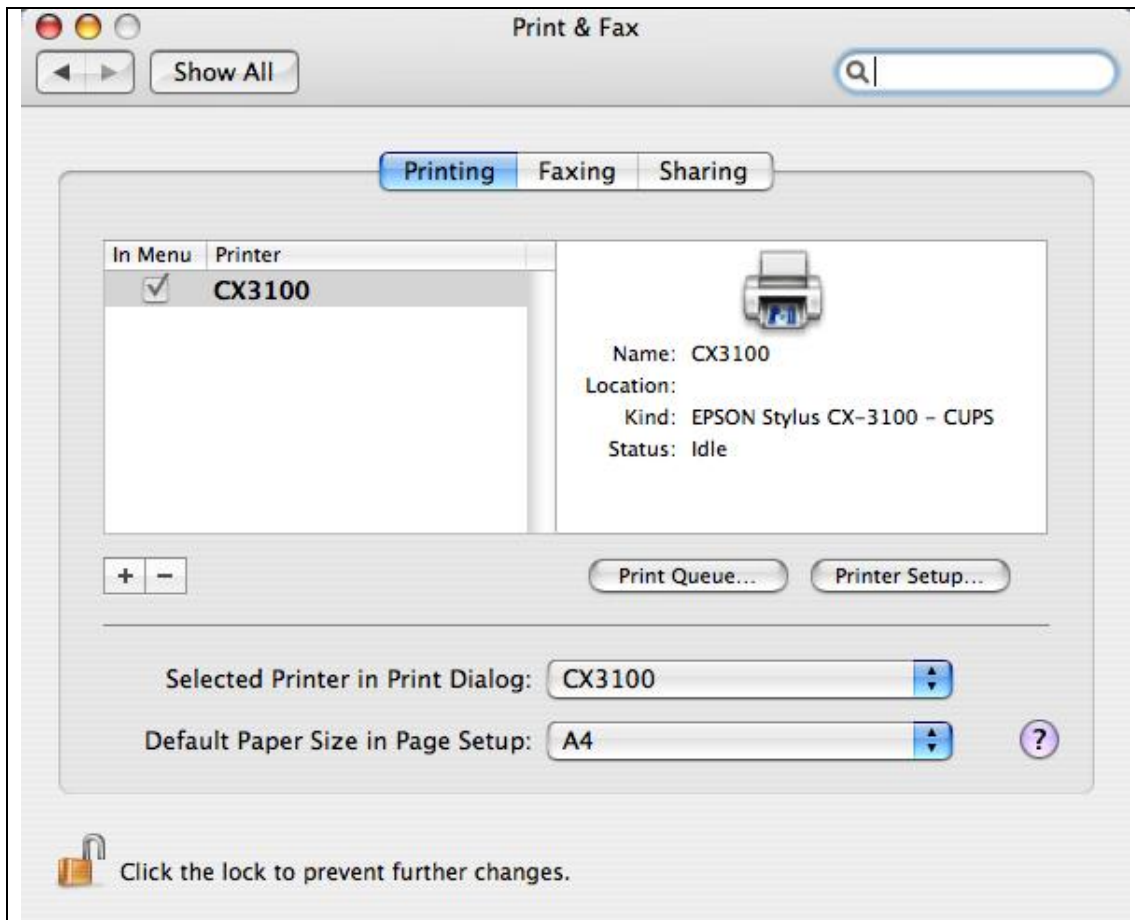 Print & Fax
Show All
Printing Faxing Sharing
In Menu Printer
CX3100
Name: CX3100
Location:
Kind: EPSON Stylus CX-3100 - CUPS
Status: Idle
+ -
Print Queue... Printer Setup...
Selected Printer in Print Dialog: CX3100
Default Paper Size in Page Setup: A4 ?
Click the lock to prevent further changes.